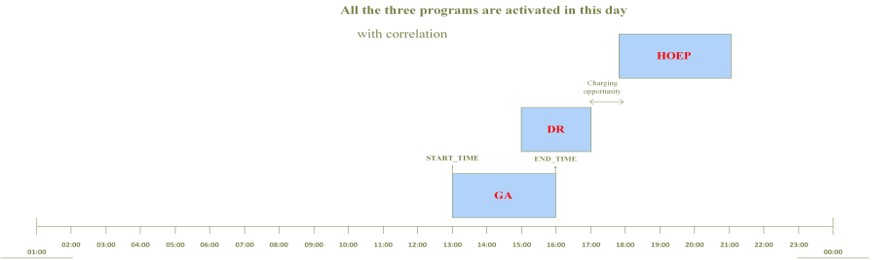 All the three programs are activated in this day
with correlation
HOEP
Charging
opportunity
DR
START_TIME
END_TIME
GA
01:00
02:00
03:00
04:00
05:00
06:00
07:00
08:00
09:00
10:00
11:00
12:00
13:00
14:00
15:00
16:00
17:00
18:00
19:00
20:00
21:00
22:00
23:00
00:00